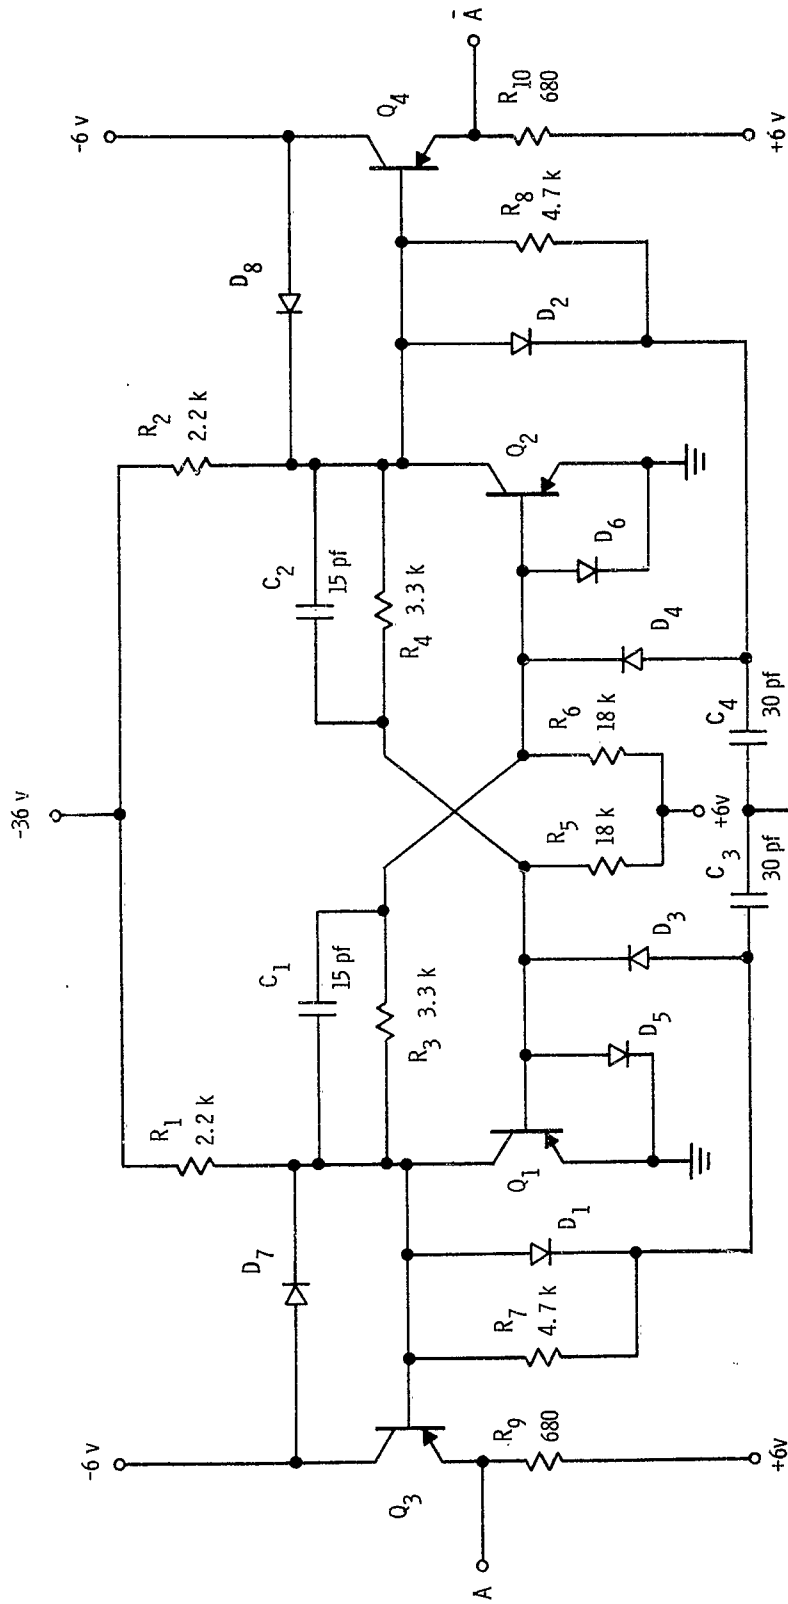 -36 v
-6 v
-6 v
R1
2.2 k
R2
2.2 k
D7
C1
15 pf
C2
15 pf
D8
R3
3.3 k
R4
3.3 k
Q3
Q4
A
R9
680
R7
4.7 k
D1
Q1
D5
D3
R5
18 k
R6
18 k
D4
D6
Q2
D2
R8
4.7 k
R10
680
Ā
+6v
C3
30 pf
+6v
C4
30 pf
+6 v